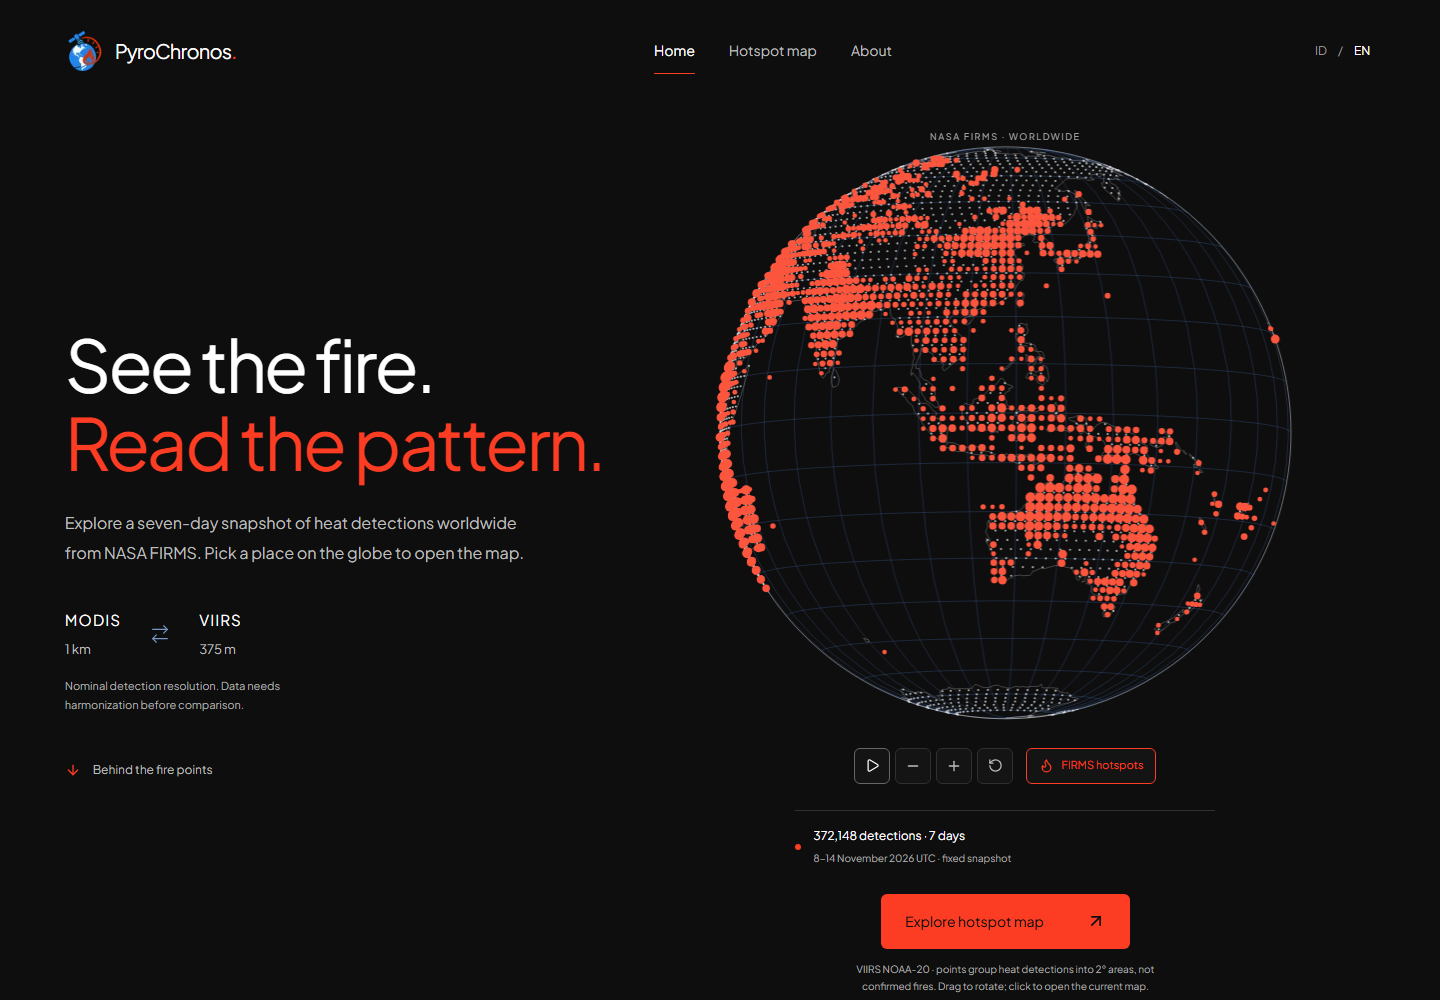 PyroChronos.
Home
Hotspot map
About
ID / EN
NASA FIRMS · WORLDWIDE
See the fire.
Read the pattern.
Explore a seven-day snapshot of heat detections worldwide
from NASA FIRMS. Pick a place on the globe to open the map.
MODIS
1 km
VIIRS
375 m
Nominal detection resolution. Data needs
harmonization before comparison.
Behind the fire points
FIRMS hotspots
372,148 detections · 7 days
8–14 November 2026 UTC · fixed snapshot
Explore hotspot map
VIIRS NOAA-20 · points group heat detections into 2° areas, not
confirmed fires. Drag to rotate; click to open the current map.